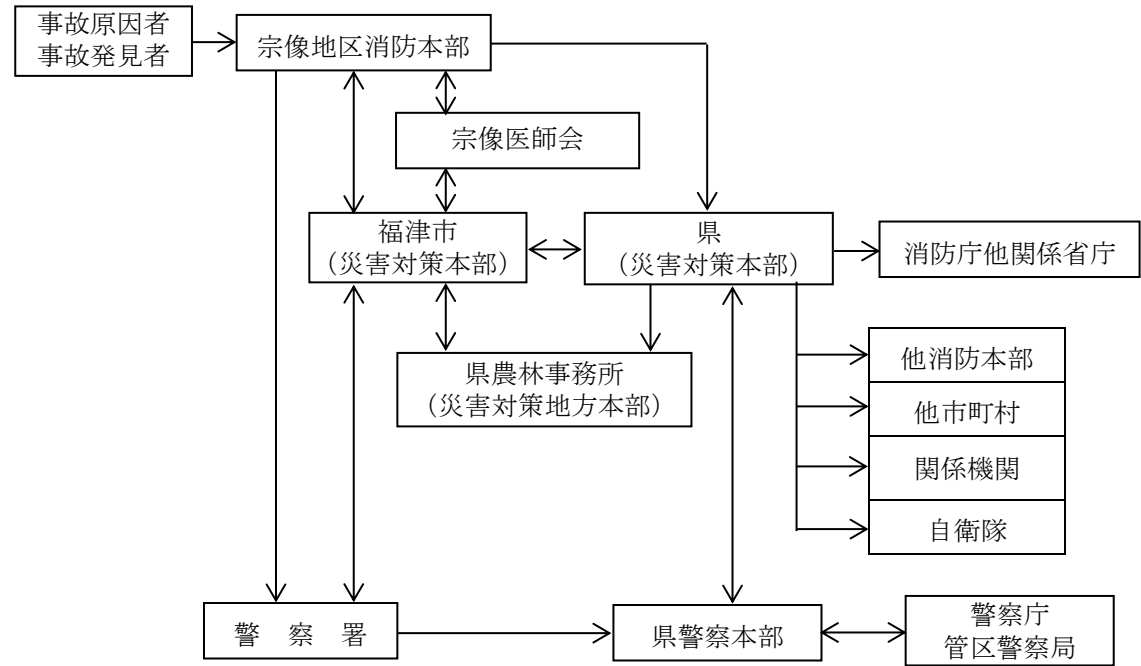 事故原因者
事故発見者
宗像地区消防本部
宗像医師会
福津市
（災害対策本部）
県
（災害対策本部）
消防庁他関係省庁
県農林事務所
（災害対策地方本部）
他消防本部
他市町村
関係機関
自衛隊
警　察　署
県警察本部
警察庁
管区警察局